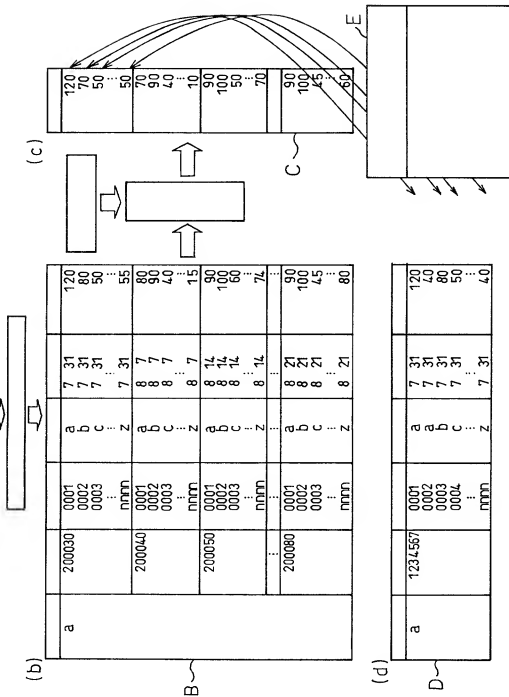 (b)
a 200030 0001 a 7 31 120
0002 b 7 31 80
0003 c 7 31 50
⋮ ⋮ ⋮ ⋮
nnnn z 7 31 55
200040 0001 a 8 7 80
0002 b 8 7 90
0003 c 8 7 40
⋮ ⋮ ⋮ ⋮
nnnn z 8 7 15
200050 0001 a 8 14 90
0002 b 8 14 100
0003 c 8 14 60
⋮ ⋮ ⋮ ⋮
nnnn z 8 14 74
⋮ ⋮ ⋮ ⋮ ⋮
200080 0001 a 8 21 90
0002 b 8 21 100
0003 c 8 21 45
⋮ ⋮ ⋮ ⋮
nnnn z 8 21 80
B
(c)
120
70
50
⋮
50
70
90
40
⋮
10
90
100
50
⋮
70
90
100
45
⋮
60
C
E
(d)
a 1234567 0001 a 7 31 120
0002 a 7 31 40
0003 b 7 31 80
0004 c 7 31 50
⋮ ⋮ ⋮ ⋮
nnnn z 7 31 40
D